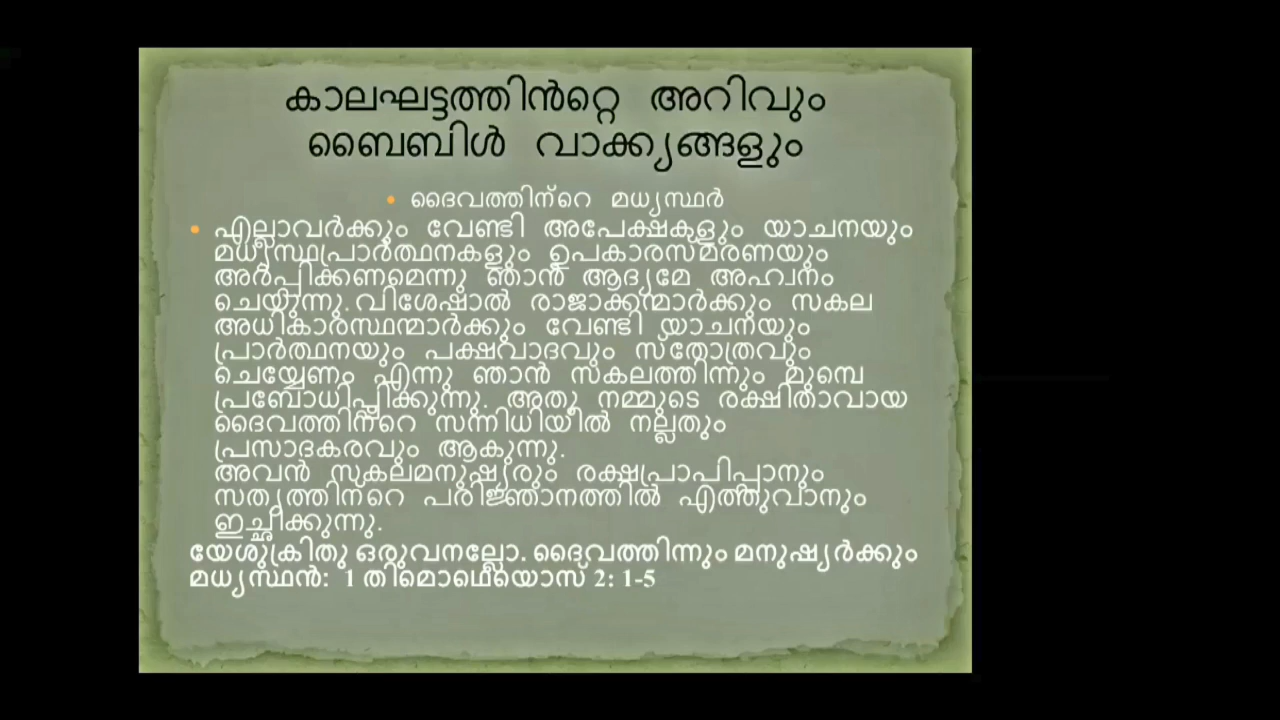 കാലഘട്ടത്തിൻറ്റെ അറിവും
ബൈബിൾ വാക്ക്യങ്ങളും
• ദൈവത്തിന്റെ മധ്യസ്ഥർ
• എല്ലാവർക്കും വേണ്ടി അപേക്ഷകളും യാചനയും
മധ്യസ്ഥപ്രാർത്ഥനകളും ഉപകാരസ്മരണയും
അർപ്പിക്കണമെന്നു ഞാൻ ആദ്യമേ അഹ്വനം
ചെയ്യുന്നു.വിശേഷാൽ രാജാക്കന്മാർക്കും സകല
അധികാരസ്ഥന്മാർക്കും വേണ്ടി യാചനയും
പ്രാർത്ഥനയും പക്ഷവാദവും സ്തോത്രവും
ചെയ്യേണം എന്നു ഞാൻ സകലത്തിന്നും മുമ്പെ
പ്രബോധിപ്പിക്കുന്നു. അതു നമ്മുടെ രക്ഷിതാവായ
ദൈവത്തിന്റെ സന്നിധിയിൽ നല്ലതും
പ്രസാദകരവും ആകുന്നു.
അവൻ സകലമനുഷ്യരും രക്ഷപ്രാപിപ്പാനും
സത്യത്തിന്റെ പരിജ്ഞാനത്തിൽ എത്തുവാനും
ഇച്ഛിക്കുന്നു.
യേശുക്രിതു ഒരുവനല്ലോ. ദൈവത്തിന്നും മനുഷ്യർക്കും
മധ്യസ്ഥൻ: 1 തിമൊഥെയൊസ് 2: 1-5